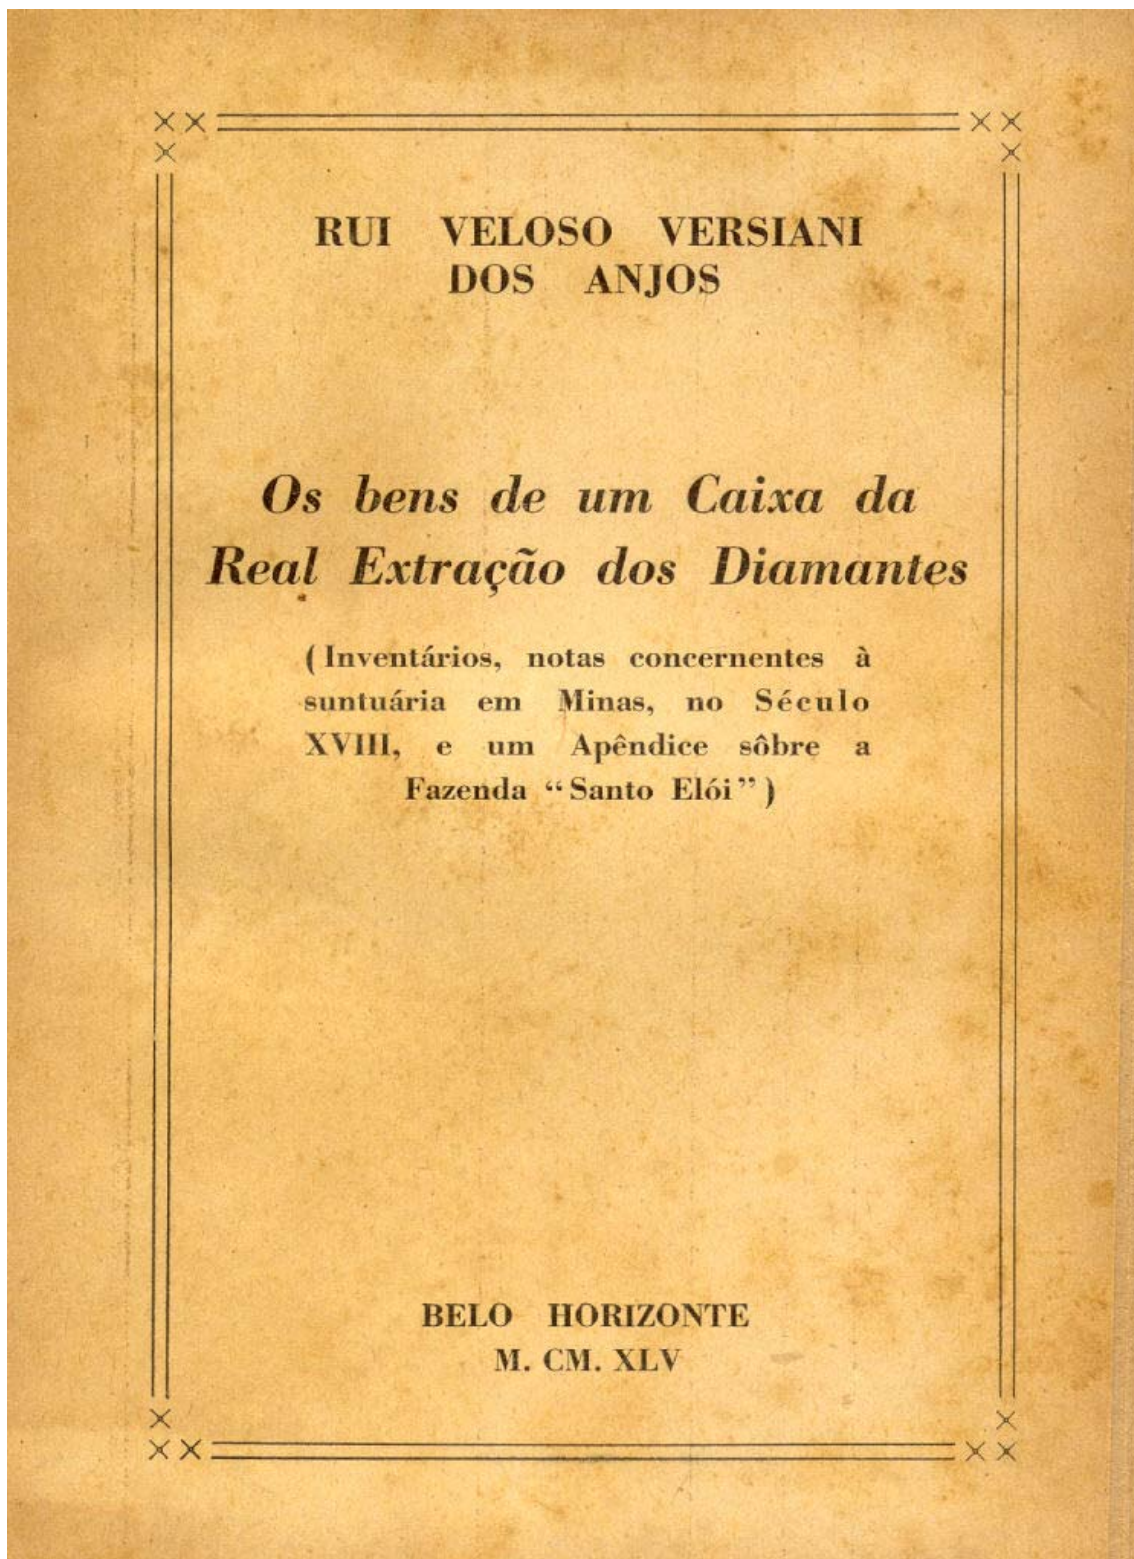 RUI VELOSO VERSIANI
DOS ANJOS
Os bens de um Caixa da
Real Extração dos Diamantes
( Inventários, notas concernentes à
suntuária em Minas, no Século
XVIII, e um Apêndice sôbre a
Fazenda “Santo Elói” )
BELO HORIZONTE
M. CM. XLV